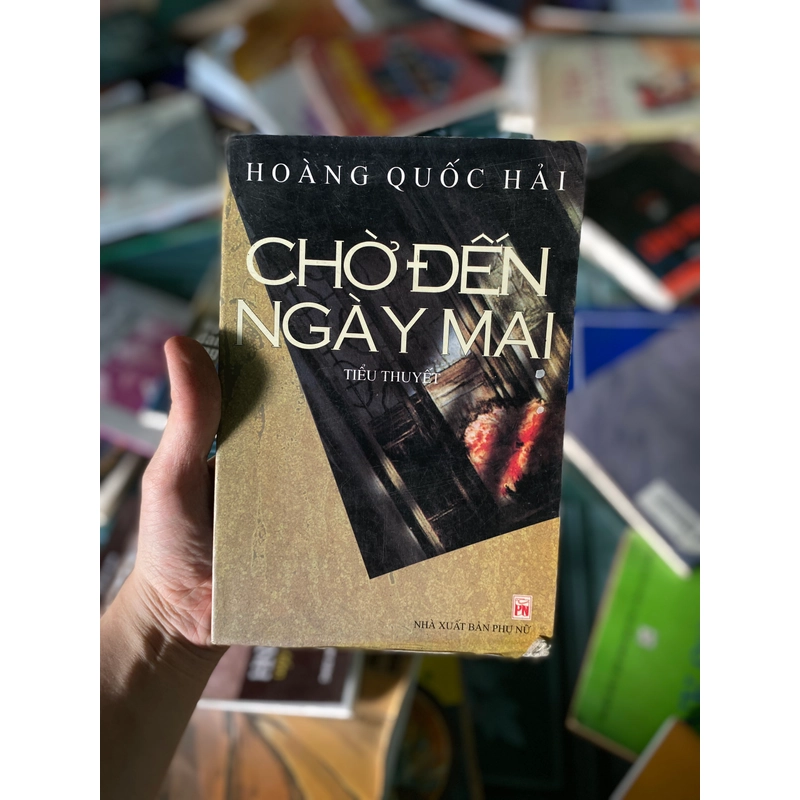 HOÀNG QUỐC HẢI
CHỜ ĐẾN
NGÀY MAI
TIỂU THUYẾT
PN
NHÀ XUẤT BẢN PHỤ NỮ